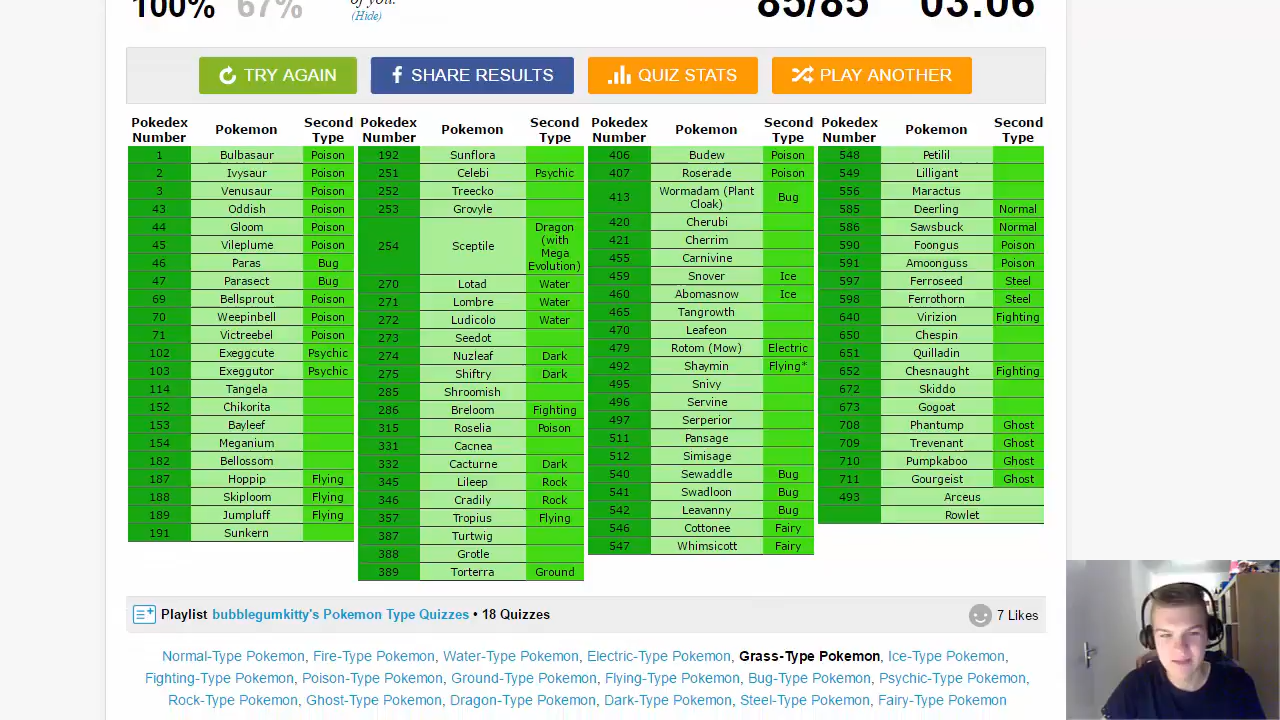 100% 67% of you. 85/85 03:06
(Hide)
TRY AGAIN SHARE RESULTS QUIZ STATS PLAY ANOTHER
Pokedex Number Pokemon Second Type
1 Bulbasaur Poison
2 Ivysaur Poison
3 Venusaur Poison
43 Oddish Poison
44 Gloom Poison
45 Vileplume Poison
46 Paras Bug
47 Parasect Bug
69 Bellsprout Poison
70 Weepinbell Poison
71 Victreebel Poison
102 Exeggcute Psychic
103 Exeggutor Psychic
114 Tangela
152 Chikorita
153 Bayleef
154 Meganium
182 Bellossom
187 Hoppip Flying
188 Skiploom Flying
189 Jumpluff Flying
191 Sunkern
Pokedex Number Pokemon Second Type
192 Sunflora
251 Celebi Psychic
252 Treecko
253 Grovyle
254 Sceptile Dragon (with Mega Evolution)
270 Lotad Water
271 Lombre Water
272 Ludicolo Water
273 Seedot
274 Nuzleaf Dark
275 Shiftry Dark
285 Shroomish
286 Breloom Fighting
315 Roselia Poison
331 Cacnea
332 Cacturne Dark
345 Lileep Rock
346 Cradily Rock
357 Tropius Flying
387 Turtwig
388 Grotle
389 Torterra Ground
Pokedex Number Pokemon Second Type
406 Budew Poison
407 Roserade Poison
413 Wormadam (Plant Cloak) Bug
420 Cherubi
421 Cherrim
455 Carnivine
459 Snover Ice
460 Abomasnow Ice
465 Tangrowth
470 Leafeon
479 Rotom (Mow) Electric
492 Shaymin Flying*
495 Snivy
496 Servine
497 Serperior
511 Pansage
512 Simisage
540 Sewaddle Bug
541 Swadloon Bug
542 Leavanny Bug
546 Cottonee Fairy
547 Whimsicott Fairy
Pokedex Number Pokemon Second Type
548 Petilil
549 Lilligant
556 Maractus
585 Deerling Normal
586 Sawsbuck Normal
590 Foongus Poison
591 Amoonguss Poison
597 Ferroseed Steel
598 Ferrothorn Steel
640 Virizion Fighting
650 Chespin
651 Quilladin
652 Chesnaught Fighting
672 Skiddo
673 Gogoat
708 Phantump Ghost
709 Trevenant Ghost
710 Pumpkaboo Ghost
711 Gourgeist Ghost
493 Arceus
Rowlet
Playlist bubblegumkitty's Pokemon Type Quizzes • 18 Quizzes 7 Likes
Normal-Type Pokemon, Fire-Type Pokemon, Water-Type Pokemon, Electric-Type Pokemon, Grass-Type Pokemon, Ice-Type Pokemon,
Fighting-Type Pokemon, Poison-Type Pokemon, Ground-Type Pokemon, Flying-Type Pokemon, Bug-Type Pokemon, Psychic-Type Pokemon,
Rock-Type Pokemon, Ghost-Type Pokemon, Dragon-Type Pokemon, Dark-Type Pokemon, Steel-Type Pokemon, Fairy-Type Pokemon